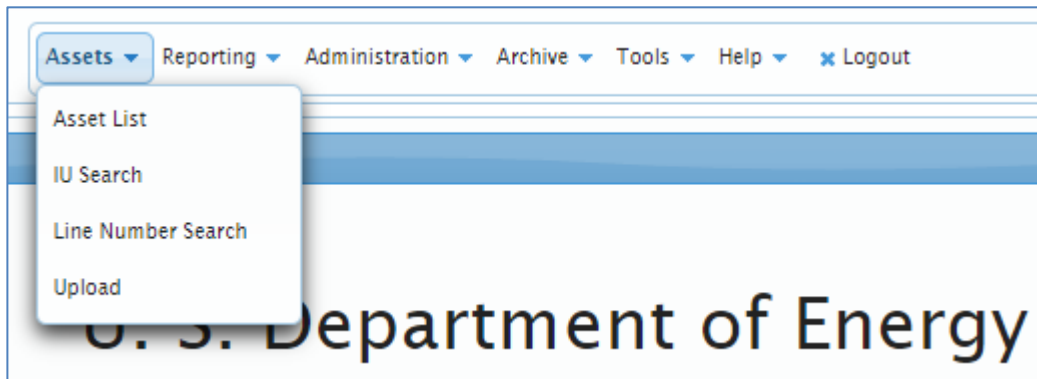 Assets Reporting Administration Archive Tools Help Logout
Asset List
IU Search
Line Number Search
Upload
U. S. Department of Energy